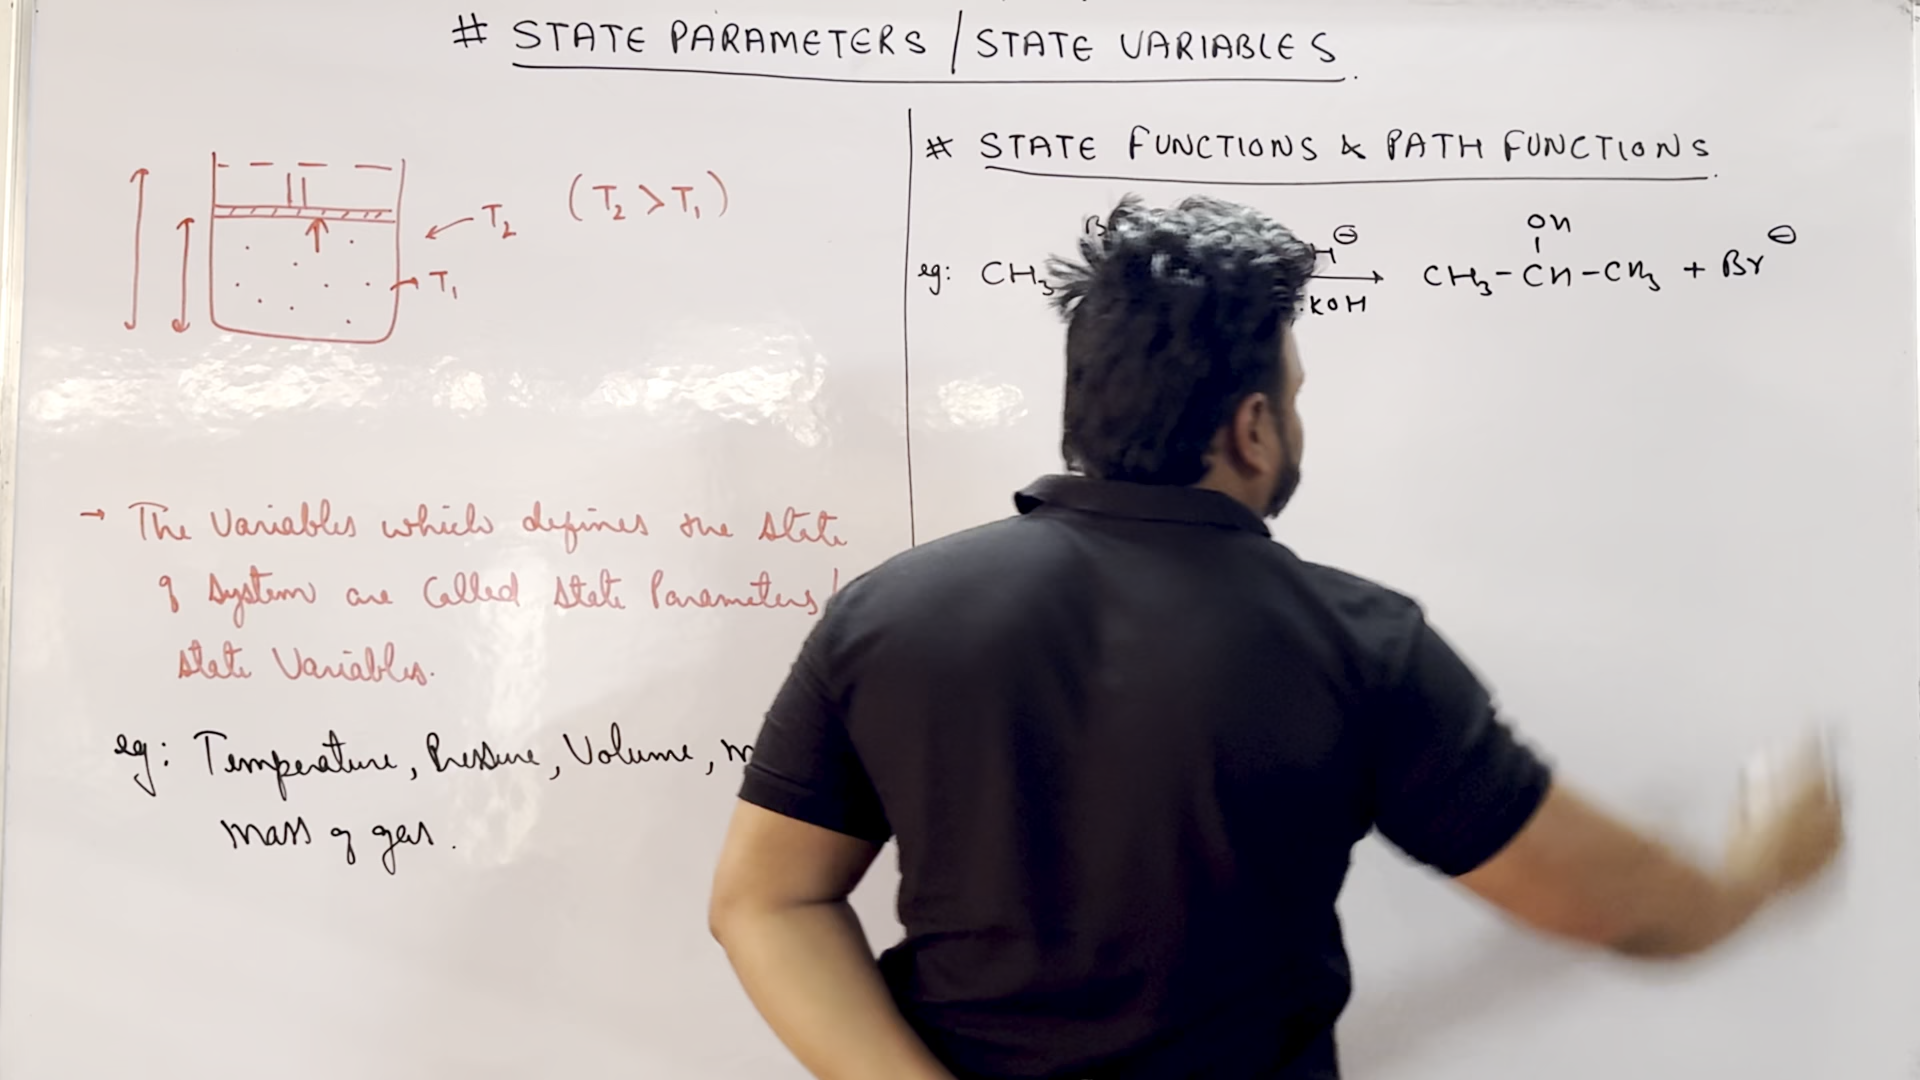 # STATE PARAMETERS / STATE VARIABLES
T₂ (T₂ > T₁)
T₁
→ The Variables which defines the state
of system are Called state Parameters/
state Variables.
eg: Temperature, Pressure, Volume,
mass of gas.
# STATE FUNCTIONS & PATH FUNCTIONS
OH
eg: CH₃ CH₃-CH-CH₃ + Br⊖
KOH